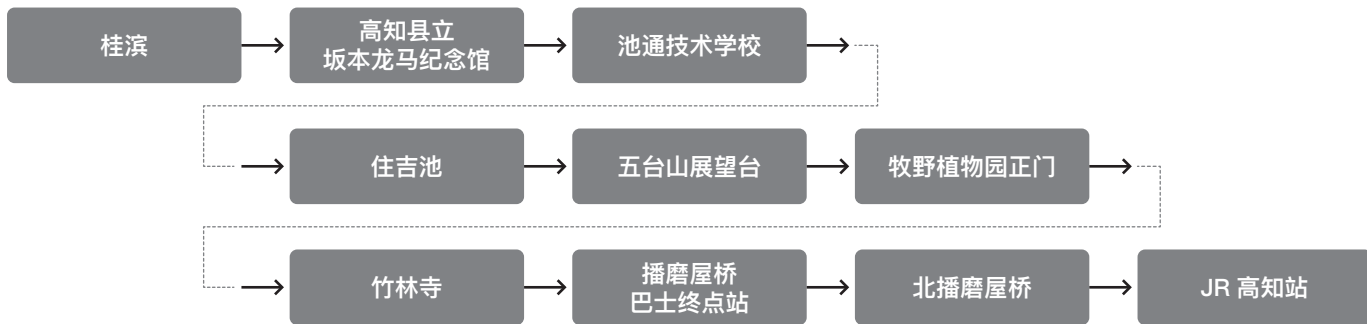 桂滨
高知县立
坂本龙马纪念馆
池通技术学校
住吉池
五台山展望台
牧野植物园正门
竹林寺
播磨屋桥
巴士终点站
北播磨屋桥
JR 高知站